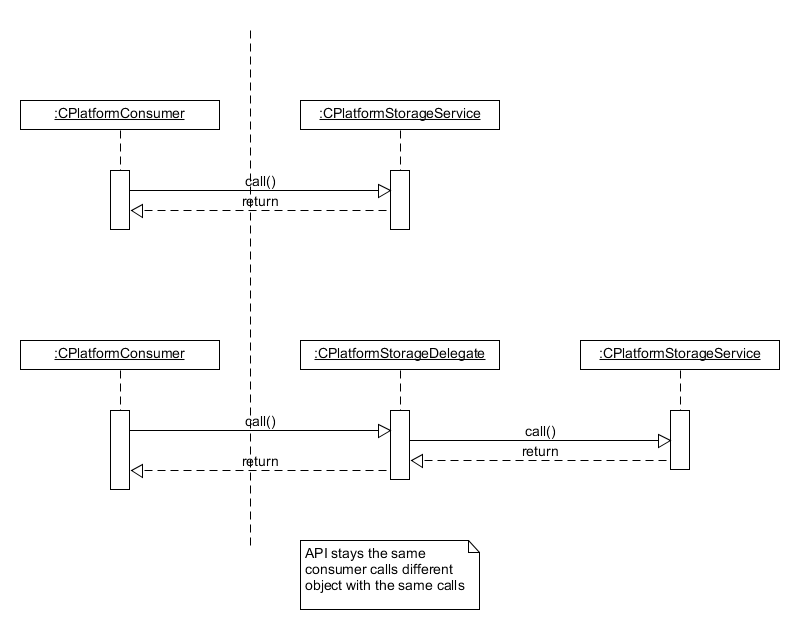 :CPlatformConsumer
:CPlatformStorageService
call()
return
:CPlatformConsumer
:CPlatformStorageDelegate
:CPlatformStorageService
call()
call()
return
return
API stays the same
consumer calls different
object with the same calls